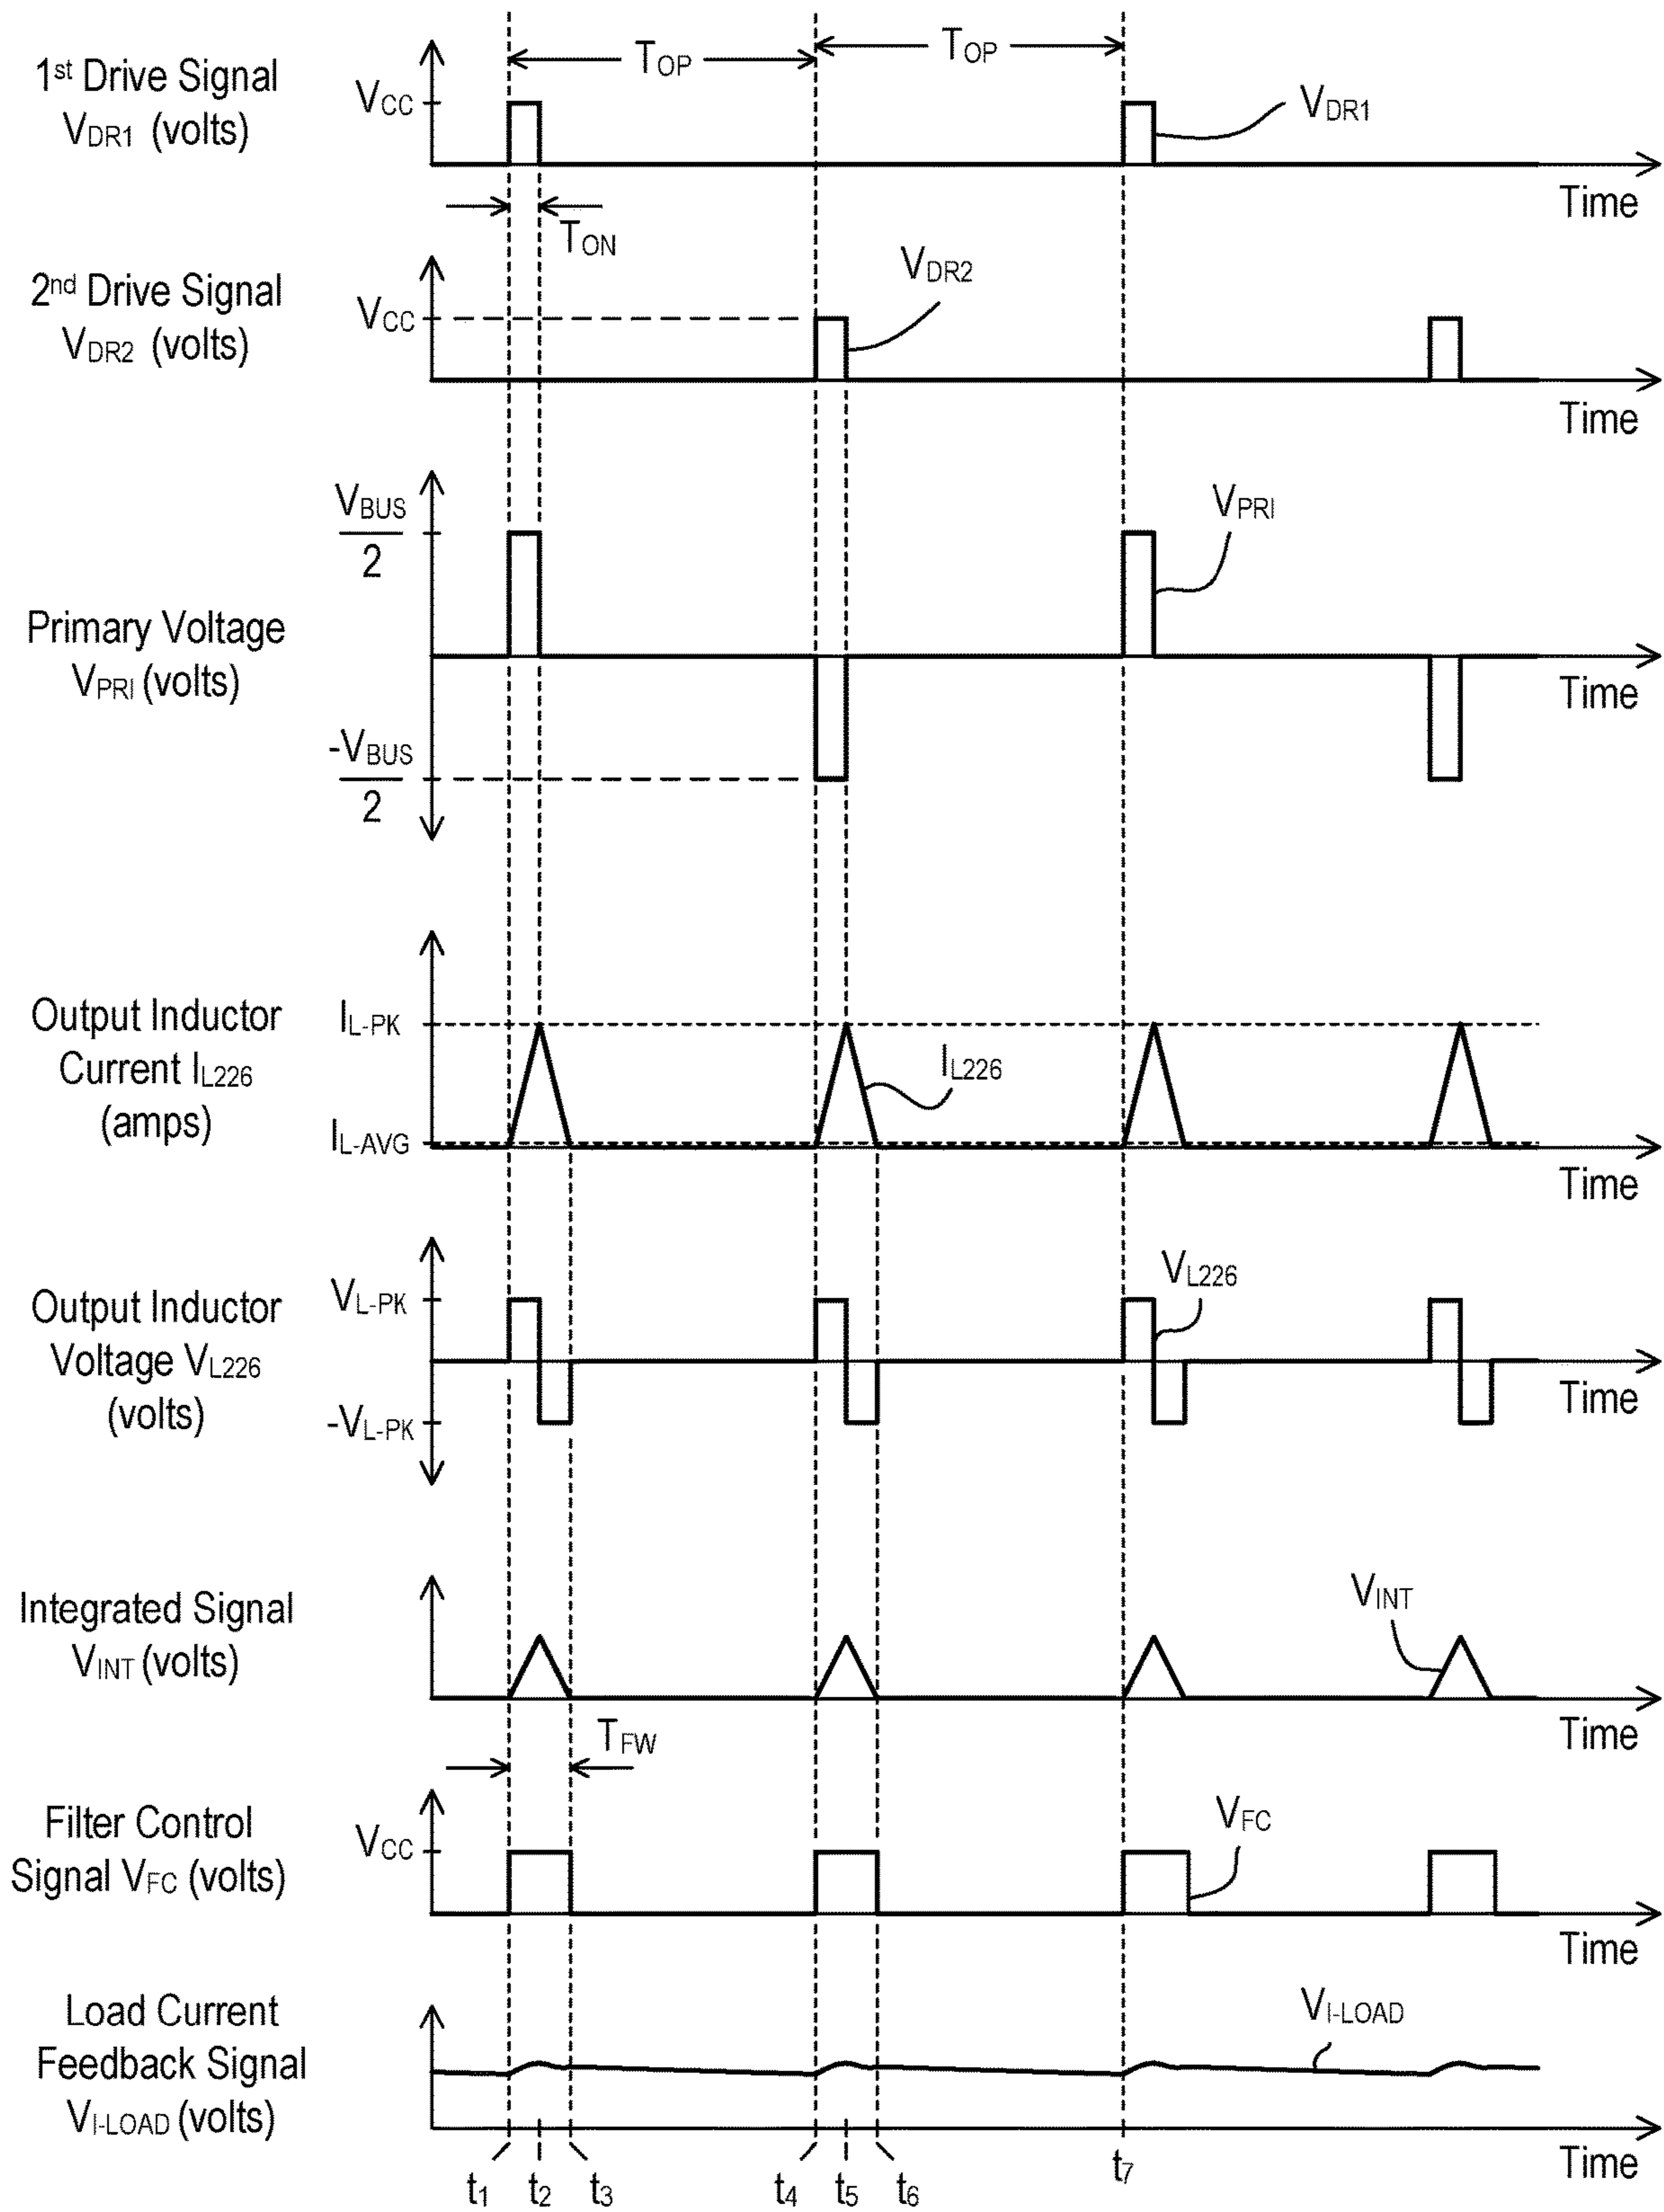 TOP
TOP
1st Drive Signal
VDR1 (volts)
VCC
VDR1
Time
TON
2nd Drive Signal
VDR2 (volts)
VCC
VDR2
Time
Primary Voltage
VPRI (volts)
VBUS
2
-VBUS
2
VPRI
Time
Output Inductor
Current IL226
(amps)
IL-PK
IL-AVG
IL226
Time
Output Inductor
Voltage VL226
(volts)
VL-PK
-VL-PK
VL226
Time
Integrated Signal
VINT (volts)
VINT
Time
TFW
Filter Control
Signal VFC (volts)
VCC
VFC
Time
Load Current
Feedback Signal
VI-LOAD (volts)
VI-LOAD
Time
t1 t2 t3 t4 t5 t6 t7